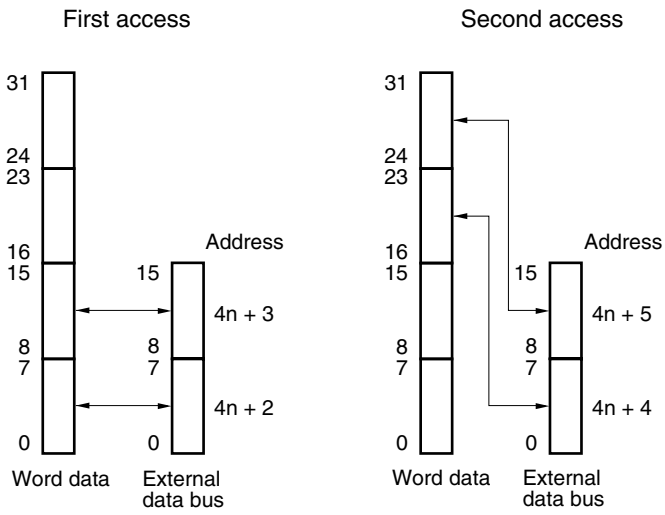 First access
31
24
23
16
15
8
7
0
Address
15
4n + 3
8
7
4n + 2
0
Word data
External
data bus
Second access
31
24
23
16
15
8
7
0
Address
15
4n + 5
8
7
4n + 4
0
Word data
External
data bus